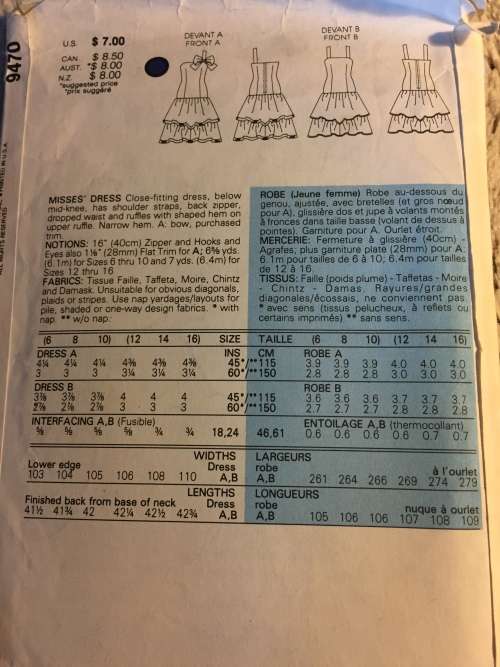 9470
PRINTED IN U.S.A.
ALL RIGHTS RESERVED
U.S. $ 7.00
CAN. $ 8.50
AUST. *$ 8.00
N.Z. $ 8.00
*suggested price
*prix suggéré
DEVANT A
FRONT A
DEVANT B
FRONT B
MISSES' DRESS Close-fitting dress, below
mid-knee, has shoulder straps, back zipper,
dropped waist and ruffles with shaped hem on
upper ruffle. Narrow hem. A: bow, purchased
trim.
NOTIONS: 16" (40cm) Zipper and Hooks and
Eyes also 1⅛" (28mm) Flat Trim for A; 6⅝ yds.
(6.1m) for Sizes 6 thru 10 and 7 yds. (6.4m) for
Sizes 12 thru 16
FABRICS: Tissue Faille, Taffeta, Moire, Chintz
and Damask. Unsuitable for obvious diagonals,
plaids or stripes. Use nap yardages/layouts for
pile, shaded or one-way design fabrics. * with
nap. ** w/o nap.
ROBE (Jeune femme) Robe au-dessous du
genou, ajustée, avec bretelles (et gros nœud
pour A), glissière dos et jupe à volants montés
à fronces dans taille basse (volant de dessus à
pointes). Garniture pour A. Ourlet étroit.
MERCERIE: Fermeture à glissière (40cm) -
Agrafes, plus garniture plate (28mm) pour A:
6.1m pour tailles de 6 à 10; 6.4m pour tailles
de 12 à 16.
TISSUS: Faille (poids plume) - Taffetas - Moire
- Chintz - Damas. Rayures/grandes
diagonales/écossais, ne conviennent pas.
* avec sens (tissus pelucheux, à reflets ou
certains imprimés) ** sans sens.
(6 8 10) (12 14 16) SIZE TAILLE (6 8 10) (12 14 16)
DRESS A INS CM ROBE A
4¼ 4¼ 4¼ 4⅜ 4⅜ 4⅜ 45*/** 115 3.9 3.9 3.9 4.0 4.0 4.0
3 3 3 3¼ 3¼ 3¼ 60*/** 150 2.8 2.8 2.8 3.0 3.0 3.0
DRESS B ROBE B
3⅞ 3⅞ 3⅞ 4 4 4 45*/** 115 3.6 3.6 3.6 3.7 3.7 3.7
2⅞ 2⅞ 2⅞ 3 3 3 60*/** 150 2.7 2.7 2.7 2.8 2.8 2.8
INTERFACING A,B (Fusible) ENTOILAGE A,B (thermocollant)
⅝ ⅝ ⅝ ⅝ ¾ ¾ 18,24 46,61 0.6 0.6 0.6 0.6 0.7 0.7
WIDTHS LARGEURS
Lower edge Dress robe à l'ourlet
103 104 105 106 108 110 A,B A,B 261 264 266 269 274 279
LENGTHS LONGUEURS
Finished back from base of neck Dress robe nuque à ourlet
41½ 41¾ 42 42¼ 42½ 42¾ A,B A,B 105 106 106 107 108 109